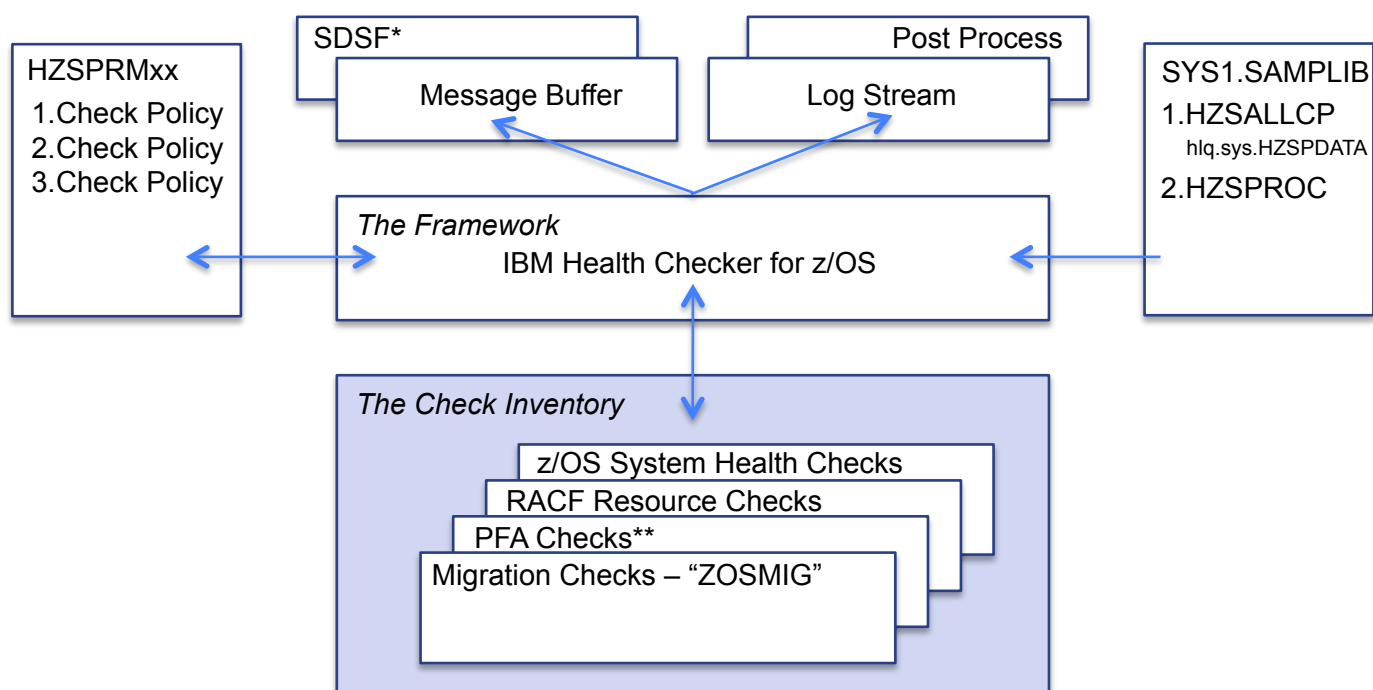 HZSPRMxx
1.Check Policy
2.Check Policy
3.Check Policy
SDSF*
Message Buffer
Post Process
Log Stream
SYS1.SAMPLIB
1.HZSALLCP
hlq.sys.HZSPDATA
2.HZSPROC
The Framework
IBM Health Checker for z/OS
The Check Inventory
z/OS System Health Checks
RACF Resource Checks
PFA Checks**
Migration Checks – “ZOSMIG”